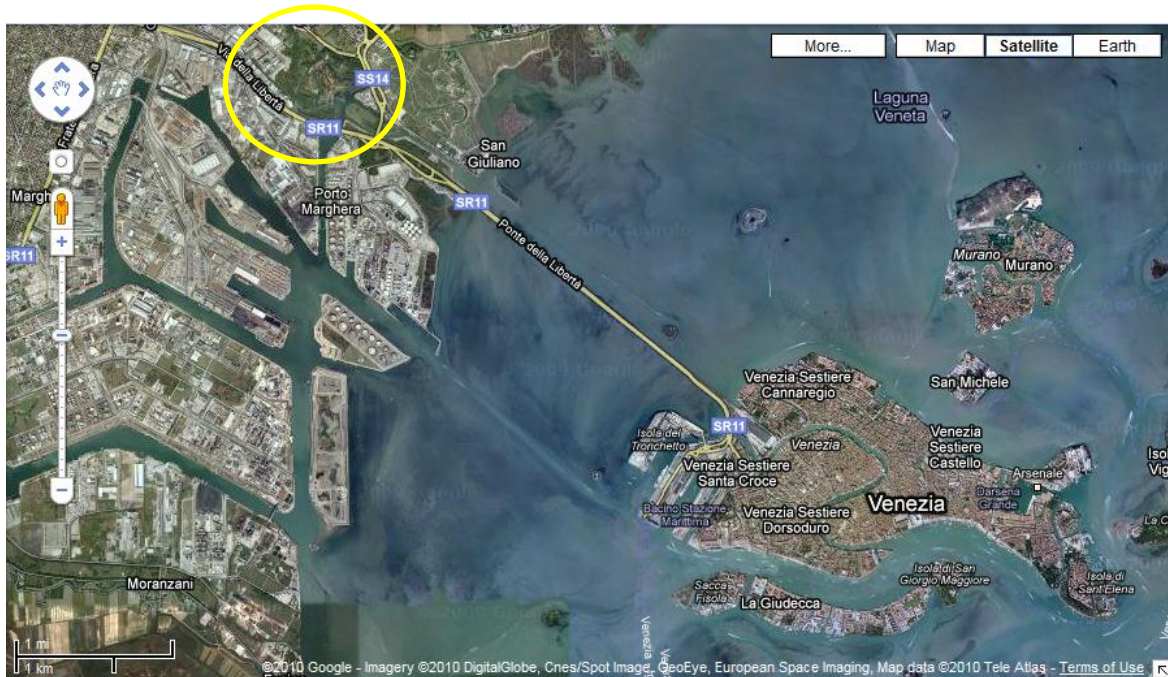 More...
Map
Satellite
Earth
SS14
Via della Libertà
SR11
Laguna
Veneta
San
Giuliano
Porto
Marghera
SR11
SR11
Ponte della Libertà
Murano
Murano
San Michele
Venezia Sestiere
Cannaregio
SR11
Isola del
Tronchetto
Venezia
Venezia
Sestiere
Castello
Venezia Sestiere
Santa Croce
Arsenale
Darsena
Grande
Venezia
Bacino Stazione
Marittima
Venezia Sestiere
Dorsoduro
Isola di San
Giorgio Maggiore
Isola di
Sant'Elena
Sacca
Fisola
La Giudecca
Moranzani
1 mi
1 km
©2010 Google - Imagery ©2010 DigitalGlobe, Cnes/Spot Image, GeoEye, European Space Imaging, Map data ©2010 Tele Atlas - Terms of Use